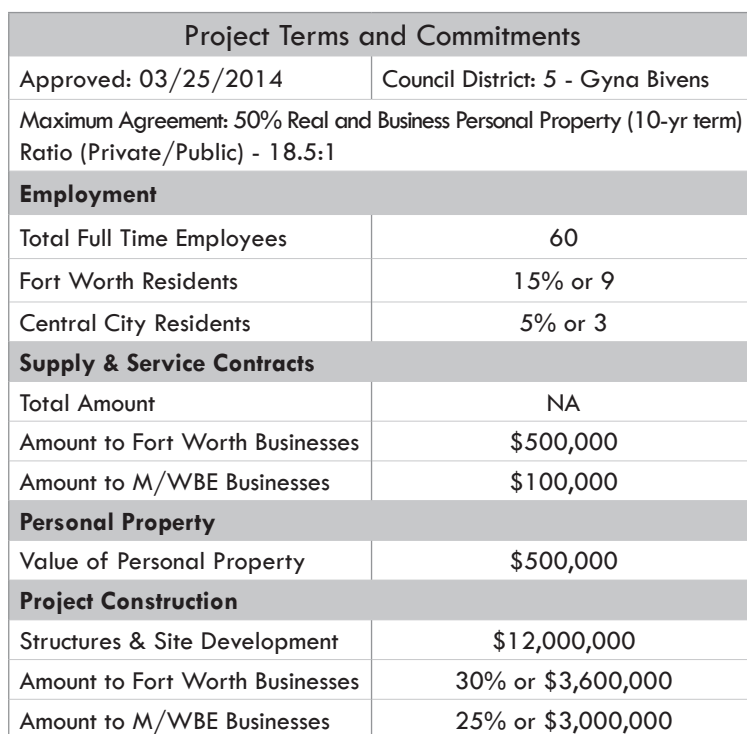 Project Terms and Commitments
Approved: 03/25/2014 Council District: 5 - Gyna Bivens
Maximum Agreement: 50% Real and Business Personal Property (10-yr term)
Ratio (Private/Public) - 18.5:1
Employment
Total Full Time Employees 60
Fort Worth Residents 15% or 9
Central City Residents 5% or 3
Supply & Service Contracts
Total Amount NA
Amount to Fort Worth Businesses $500,000
Amount to M/WBE Businesses $100,000
Personal Property
Value of Personal Property $500,000
Project Construction
Structures & Site Development $12,000,000
Amount to Fort Worth Businesses 30% or $3,600,000
Amount to M/WBE Businesses 25% or $3,000,000